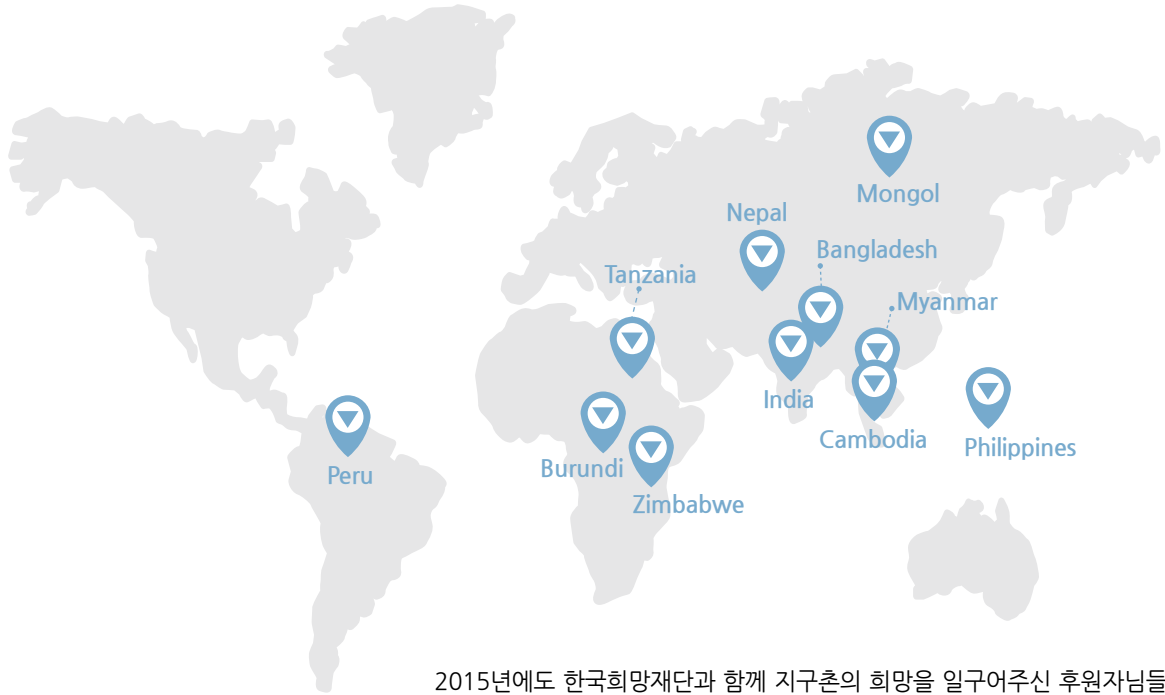 Mongol
Nepal
Bangladesh
Tanzania
Myanmar
India
Cambodia
Philippines
Peru
Burundi
Zimbabwe
2015년에도 한국희망재단과 함께 지구촌의 희망을 일구어주신 후원자님들